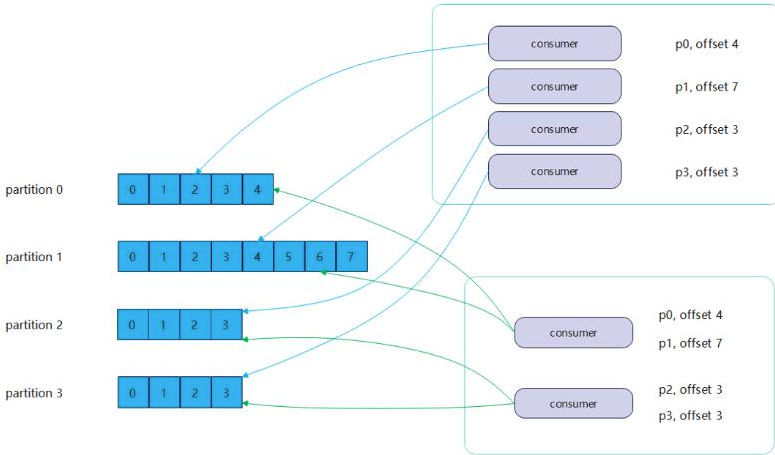 consumer p0, offset 4
consumer p1, offset 7
consumer p2, offset 3
consumer p3, offset 3
partition 0 0 1 2 3 4
partition 1 0 1 2 3 4 5 6 7
partition 2 0 1 2 3
partition 3 0 1 2 3
consumer
p0, offset 4
p1, offset 7
consumer
p2, offset 3
p3, offset 3